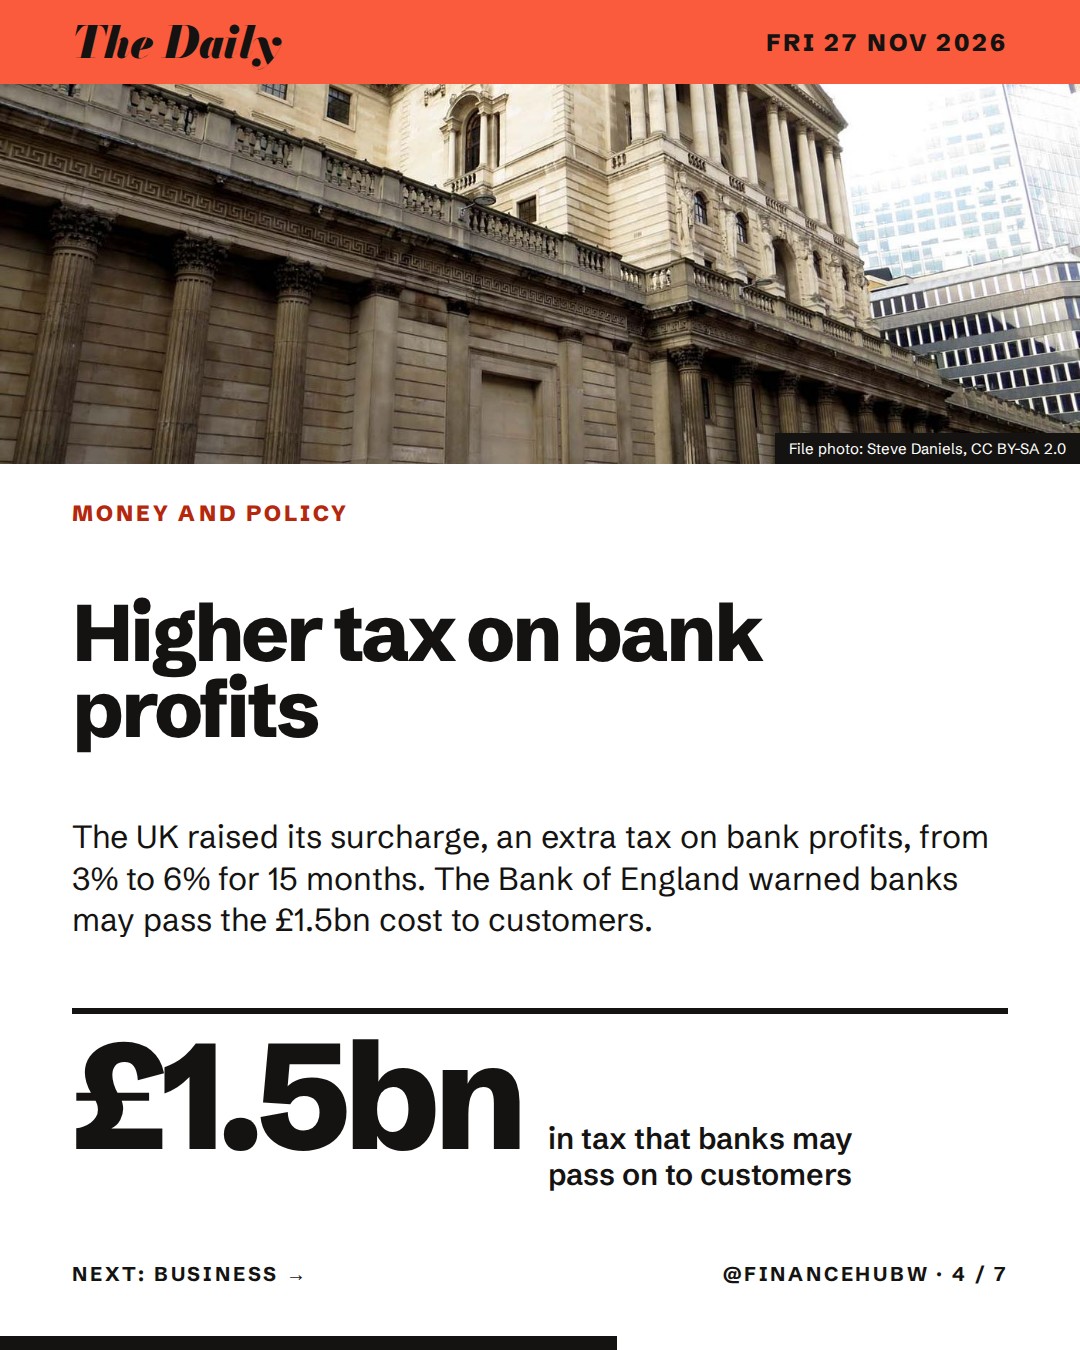 The Daily
FRI 27 NOV 2026
File photo: Steve Daniels, CC BY-SA 2.0
MONEY AND POLICY
Higher tax on bank
profits
The UK raised its surcharge, an extra tax on bank profits, from
3% to 6% for 15 months. The Bank of England warned banks
may pass the £1.5bn cost to customers.
£1.5bn
in tax that banks may
pass on to customers
NEXT: BUSINESS →
@FINANCEHUBW · 4 / 7